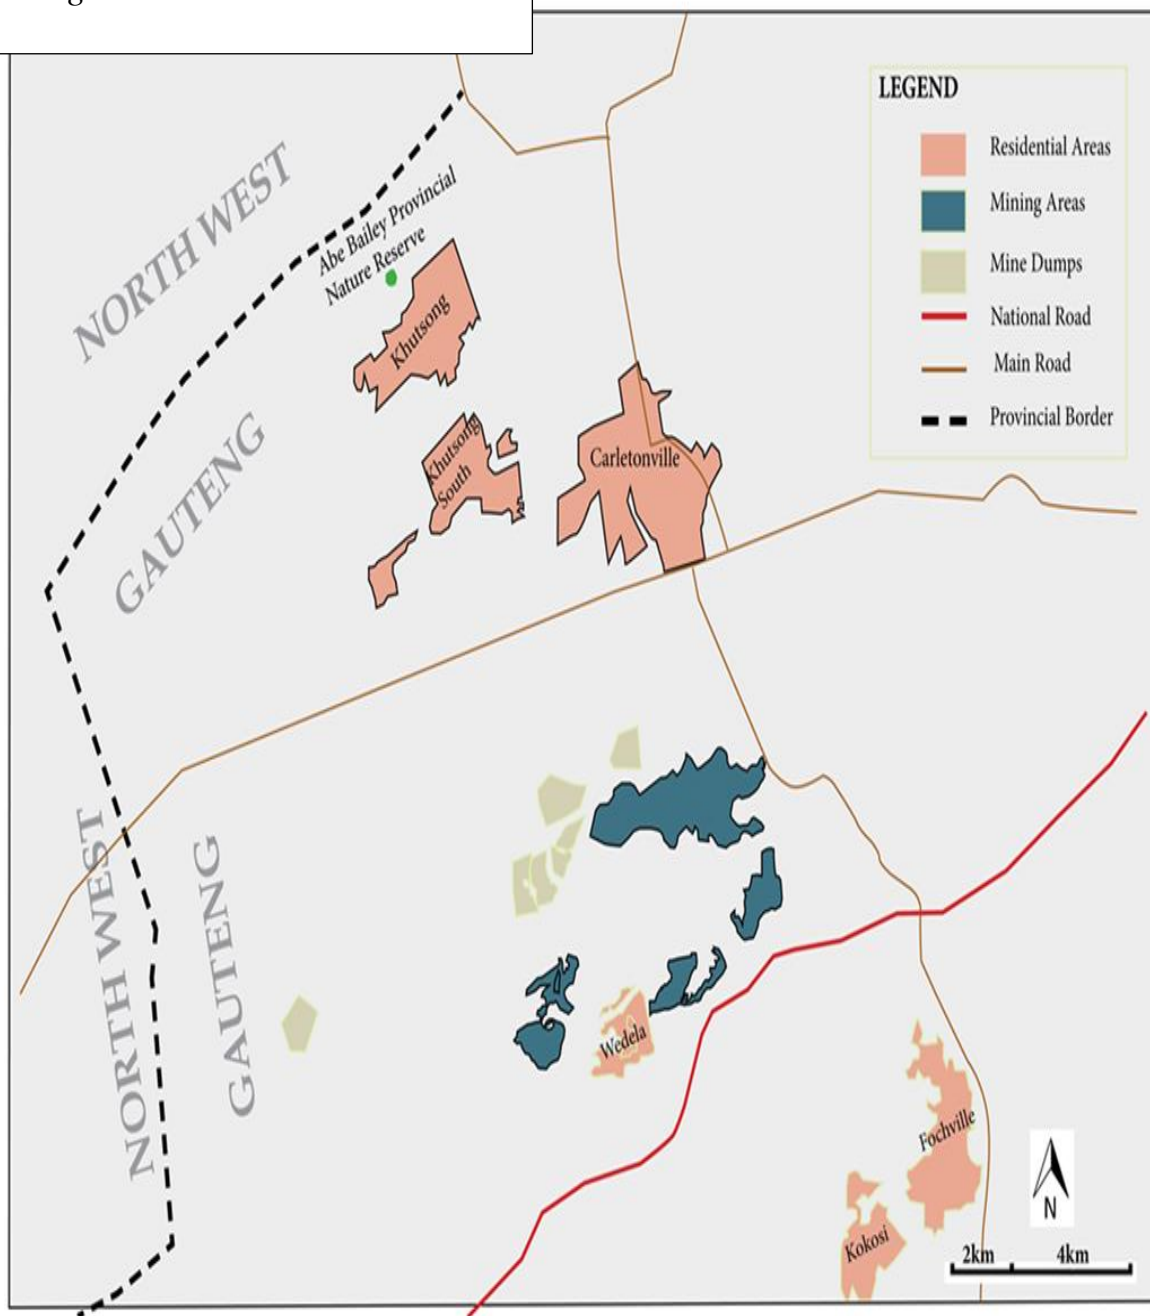 LEGEND
Residential Areas
Mining Areas
Mine Dumps
National Road
Main Road
Provincial Border
NORTH WEST
Abe Bailey Provincial
Nature Reserve
Khutsong
GAUTENG
Khutsong
South
Carletonville
NORTH WEST
GAUTENG
Wedela
Fochville
Kokosi
N
2km 4km